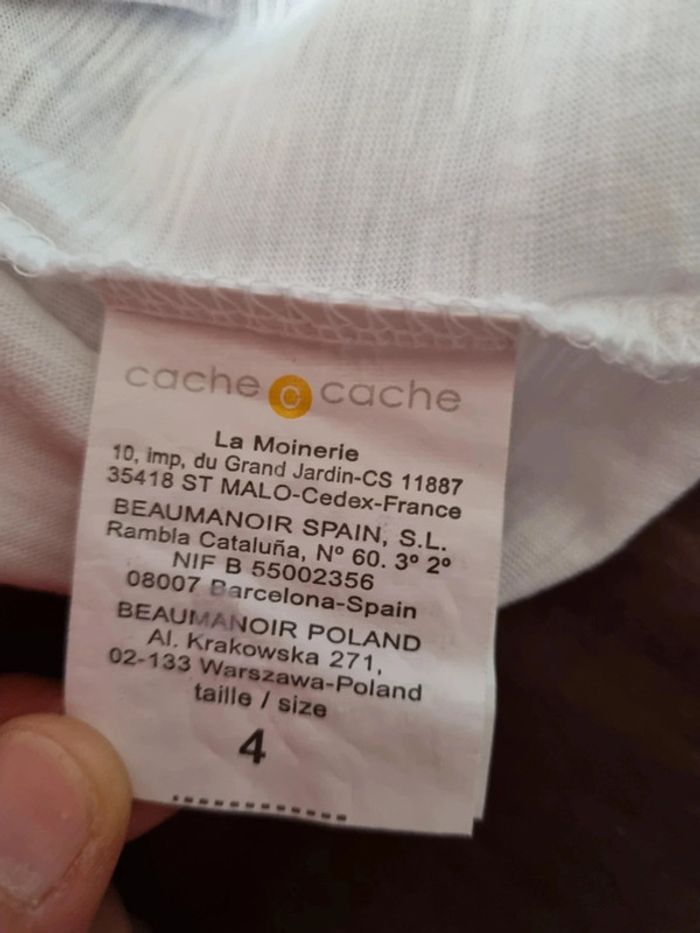 cache c cache
La Moinerie
10, imp, du Grand Jardin-CS 11887
35418 ST MALO-Cedex-France
BEAUMANOIR SPAIN, S.L.
Rambla Cataluña, Nº 60. 3º 2º
NIF B 55002356
08007 Barcelona-Spain
BEAUMANOIR POLAND
Al. Krakowska 271,
02-133 Warszawa-Poland
taille / size
4